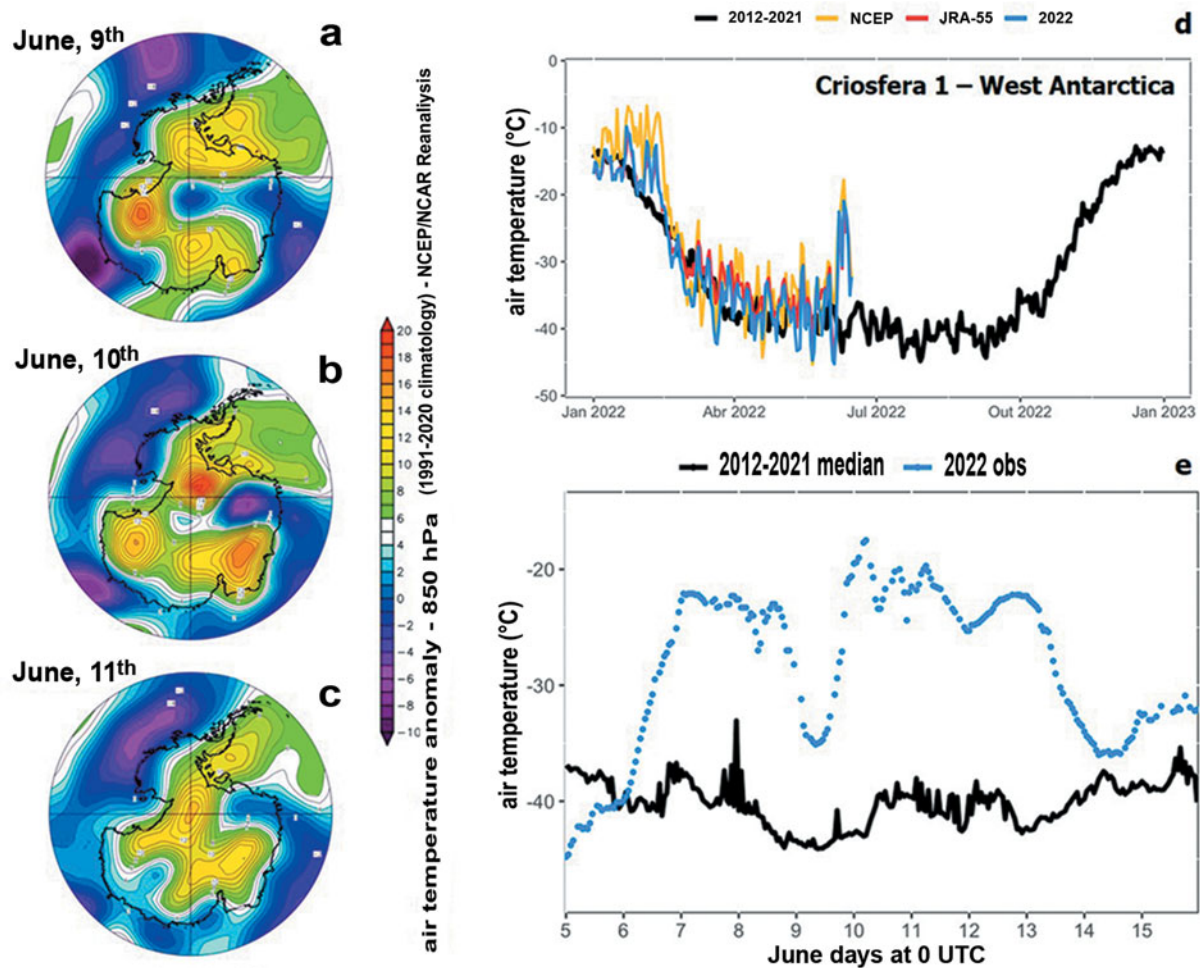 June, 9th
a
June, 10th
b
June, 11th
c
air temperature anomaly - 850 hPa (1991-2020 climatology) - NCEP/NCAR Reanaliysis
20
18
16
14
12
10
8
6
4
2
0
-2
-4
-6
-8
-10
2012-2021 NCEP JRA-55 2022
d
Criosfera 1 – West Antarctica
air temperature (°C)
0
-10
-20
-30
-40
-50
Jan 2022 Abr 2022 Jul 2022 Out 2022 Jan 2023
2012-2021 median 2022 obs
e
air temperature (°C)
-20
-30
-40
5 6 7 8 9 10 11 12 13 14 15
June days at 0 UTC